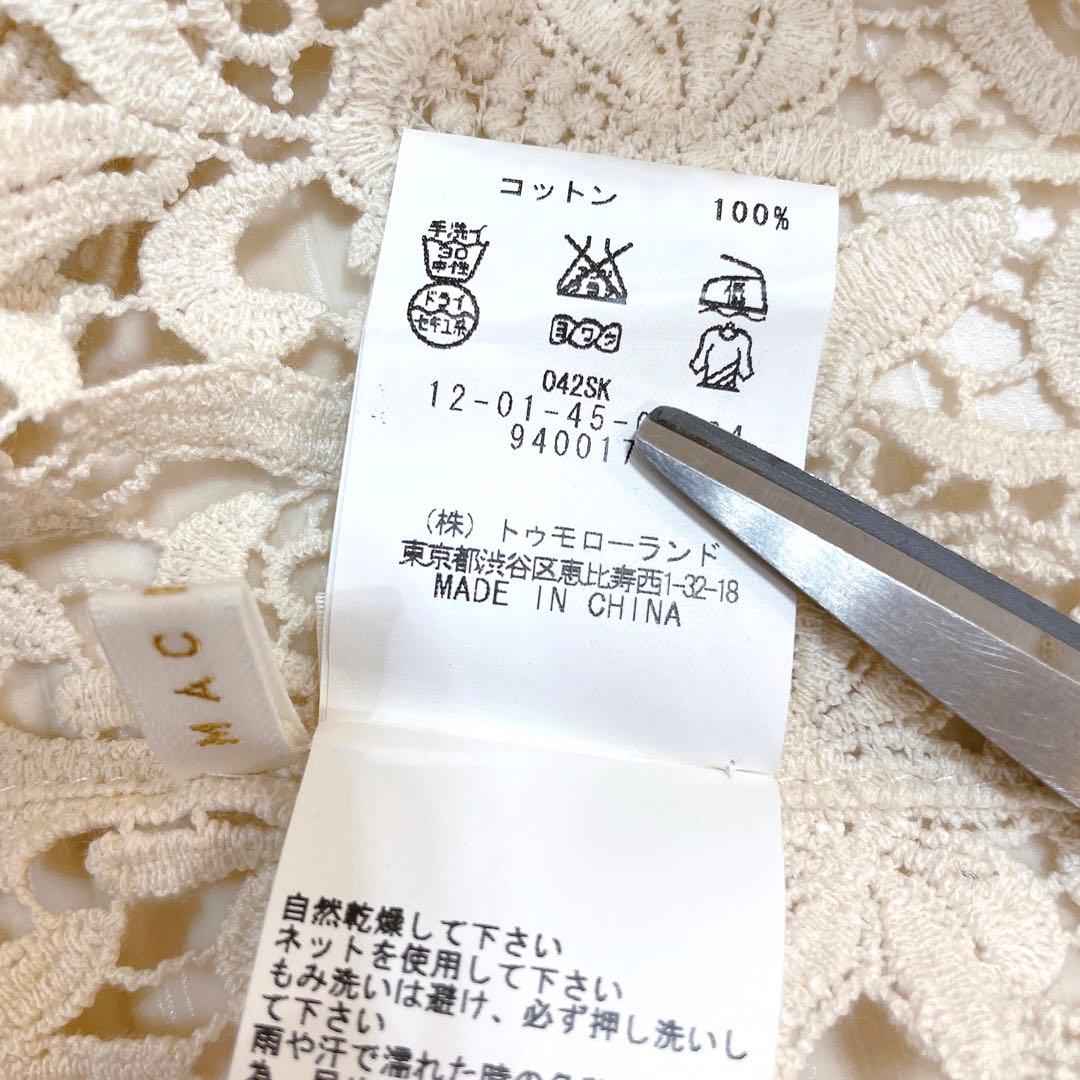 コットン 100%
手洗イ
30
中性
ドライ
セキユ系
低
ヨワク
042SK
12-01-45-
94001
(株) トゥモローランド
東京都渋谷区恵比寿西1-32-18
MADE IN CHINA
MAC
自然乾燥して下さい
ネットを使用して下さい
もみ洗いは避け、必ず押し洗いし
て下さい
雨や汗で濡れた時の